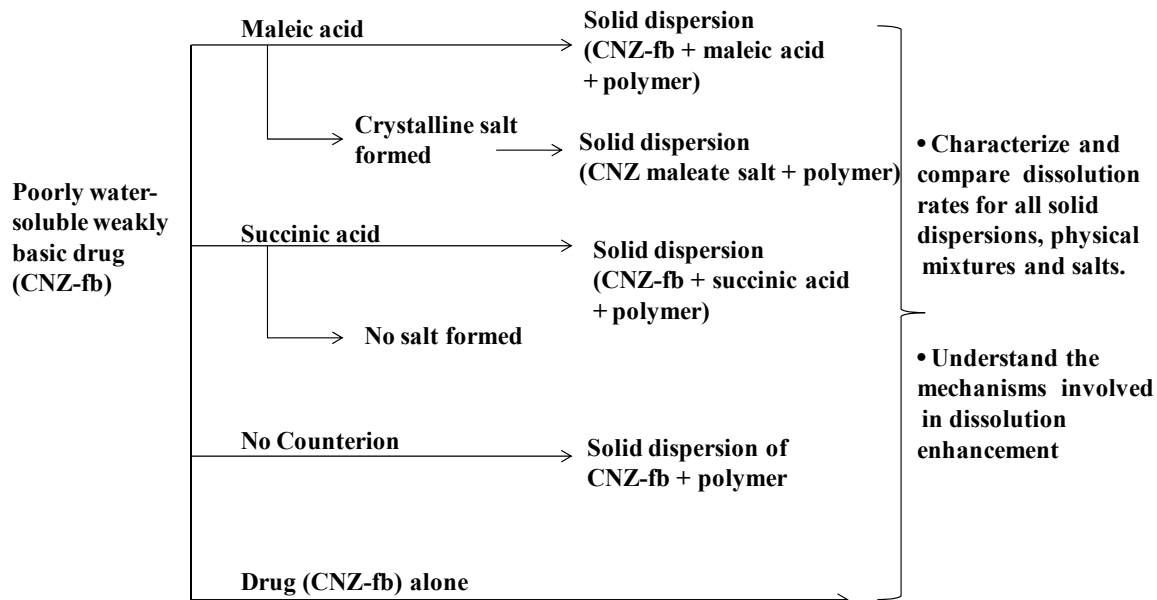 Maleic acid
Solid dispersion
(CNZ-fb + maleic acid
+ polymer)
Crystalline salt
formed
Solid dispersion
(CNZ maleate salt + polymer)
Poorly water-
soluble weakly
basic drug
(CNZ-fb)
Succinic acid
Solid dispersion
(CNZ-fb + succinic acid
+ polymer)
No salt formed
No Counterion
Solid dispersion of
CNZ-fb + polymer
Drug (CNZ-fb) alone
• Characterize and
compare dissolution
rates for all solid
dispersions, physical
mixtures and salts.
• Understand the
mechanisms involved
in dissolution
enhancement